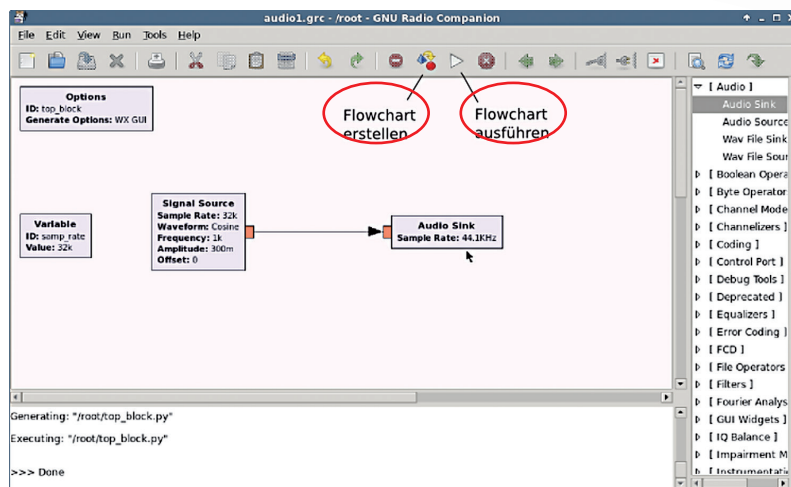 audio1.grc - /root - GNU Radio Companion
File Edit View Run Tools Help
Options
ID: top_block
Generate Options: WX GUI
Flowchart
erstellen
Flowchart
ausführen
Variable
ID: samp_rate
Value: 32k
Signal Source
Sample Rate: 32k
Waveform: Cosine
Frequency: 1k
Amplitude: 300m
Offset: 0
Audio Sink
Sample Rate: 44.1KHz
[ Audio ]
Audio Sink
Audio Source
Wav File Sink
Wav File Sour
[ Boolean Opera
[ Byte Operator
[ Channel Mode
[ Channelizers ]
[ Coding ]
[ Control Port ]
[ Debug Tools ]
[ Deprecated ]
[ Equalizers ]
[ Error Coding ]
[ FCD ]
[ File Operators
[ Filters ]
[ Fourier Analys
[ GUI Widgets ]
[ IQ Balance ]
[ Impairment M
[ Instrumentati
Generating: "/root/top_block.py"
Executing: "/root/top_block.py"
>>> Done